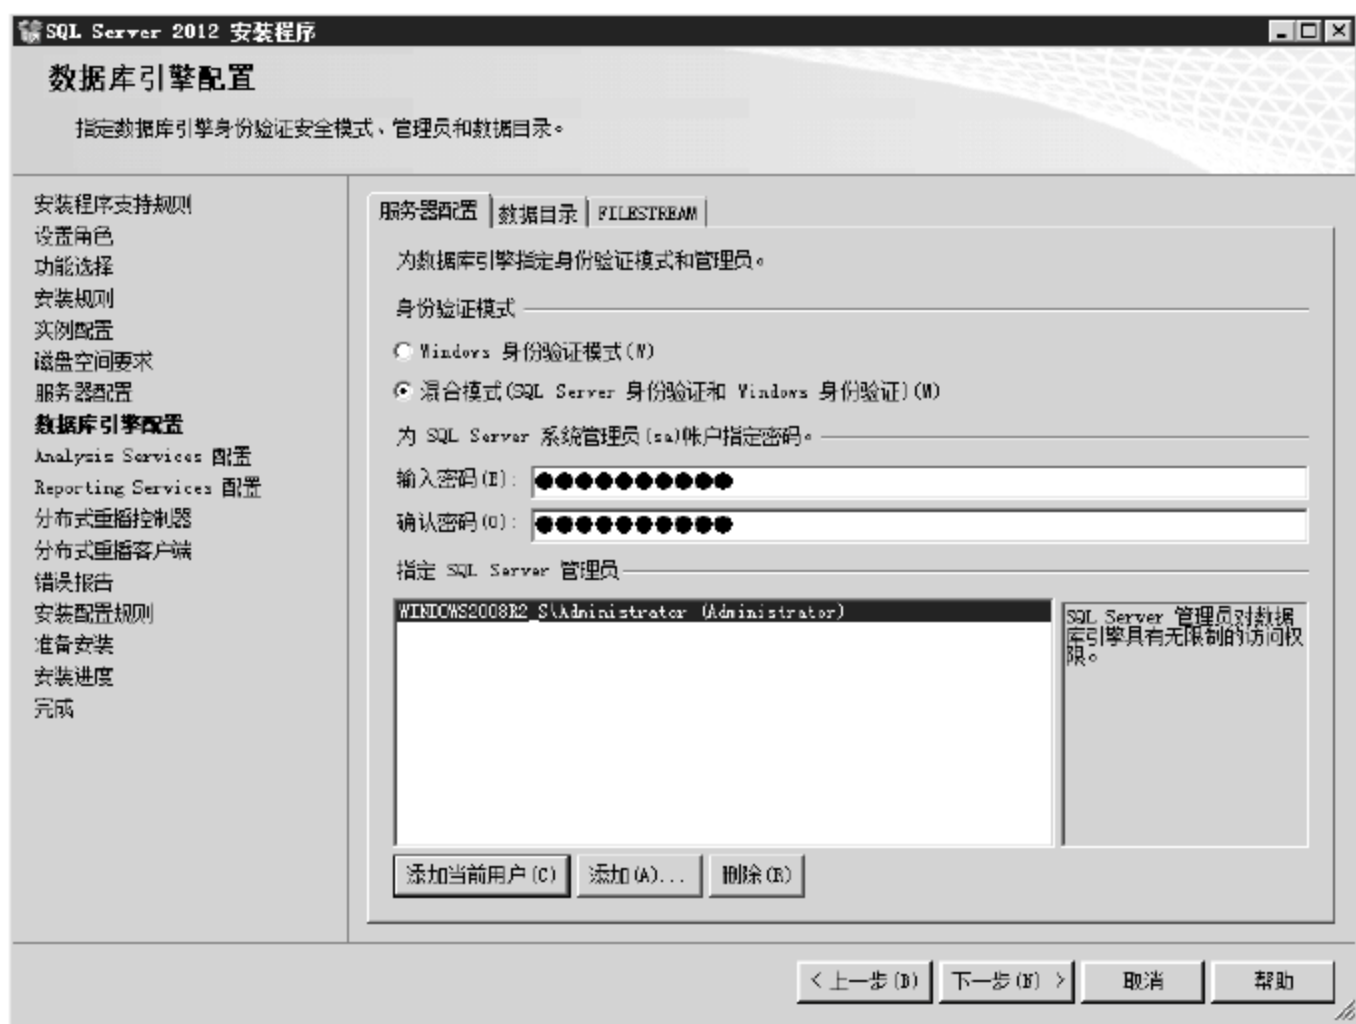 SQL Server 2012 安装程序
数据库引擎配置
指定数据库引擎身份验证安全模式、管理员和数据目录。
安装程序支持规则
设置角色
功能选择
安装规则
实例配置
磁盘空间要求
服务器配置
数据库引擎配置
Analysis Services 配置
Reporting Services 配置
分布式重播控制器
分布式重播客户端
错误报告
安装配置规则
准备安装
安装进度
完成
服务器配置 数据目录 FILESTREAM
为数据库引擎指定身份验证模式和管理员。
身份验证模式
Windows 身份验证模式(W)
混合模式(SQL Server 身份验证和 Windows 身份验证)(M)
为 SQL Server 系统管理员(sa)帐户指定密码。
输入密码(E): ●●●●●●●●●●
确认密码(O): ●●●●●●●●●●
指定 SQL Server 管理员
WINDOWS2008R2_S\Administrator (Administrator)
SQL Server 管理员对数据
库引擎具有无限制的访问权
限。
添加当前用户(C) 添加(A)... 删除(R)
< 上一步(B) 下一步(N) > 取消 帮助